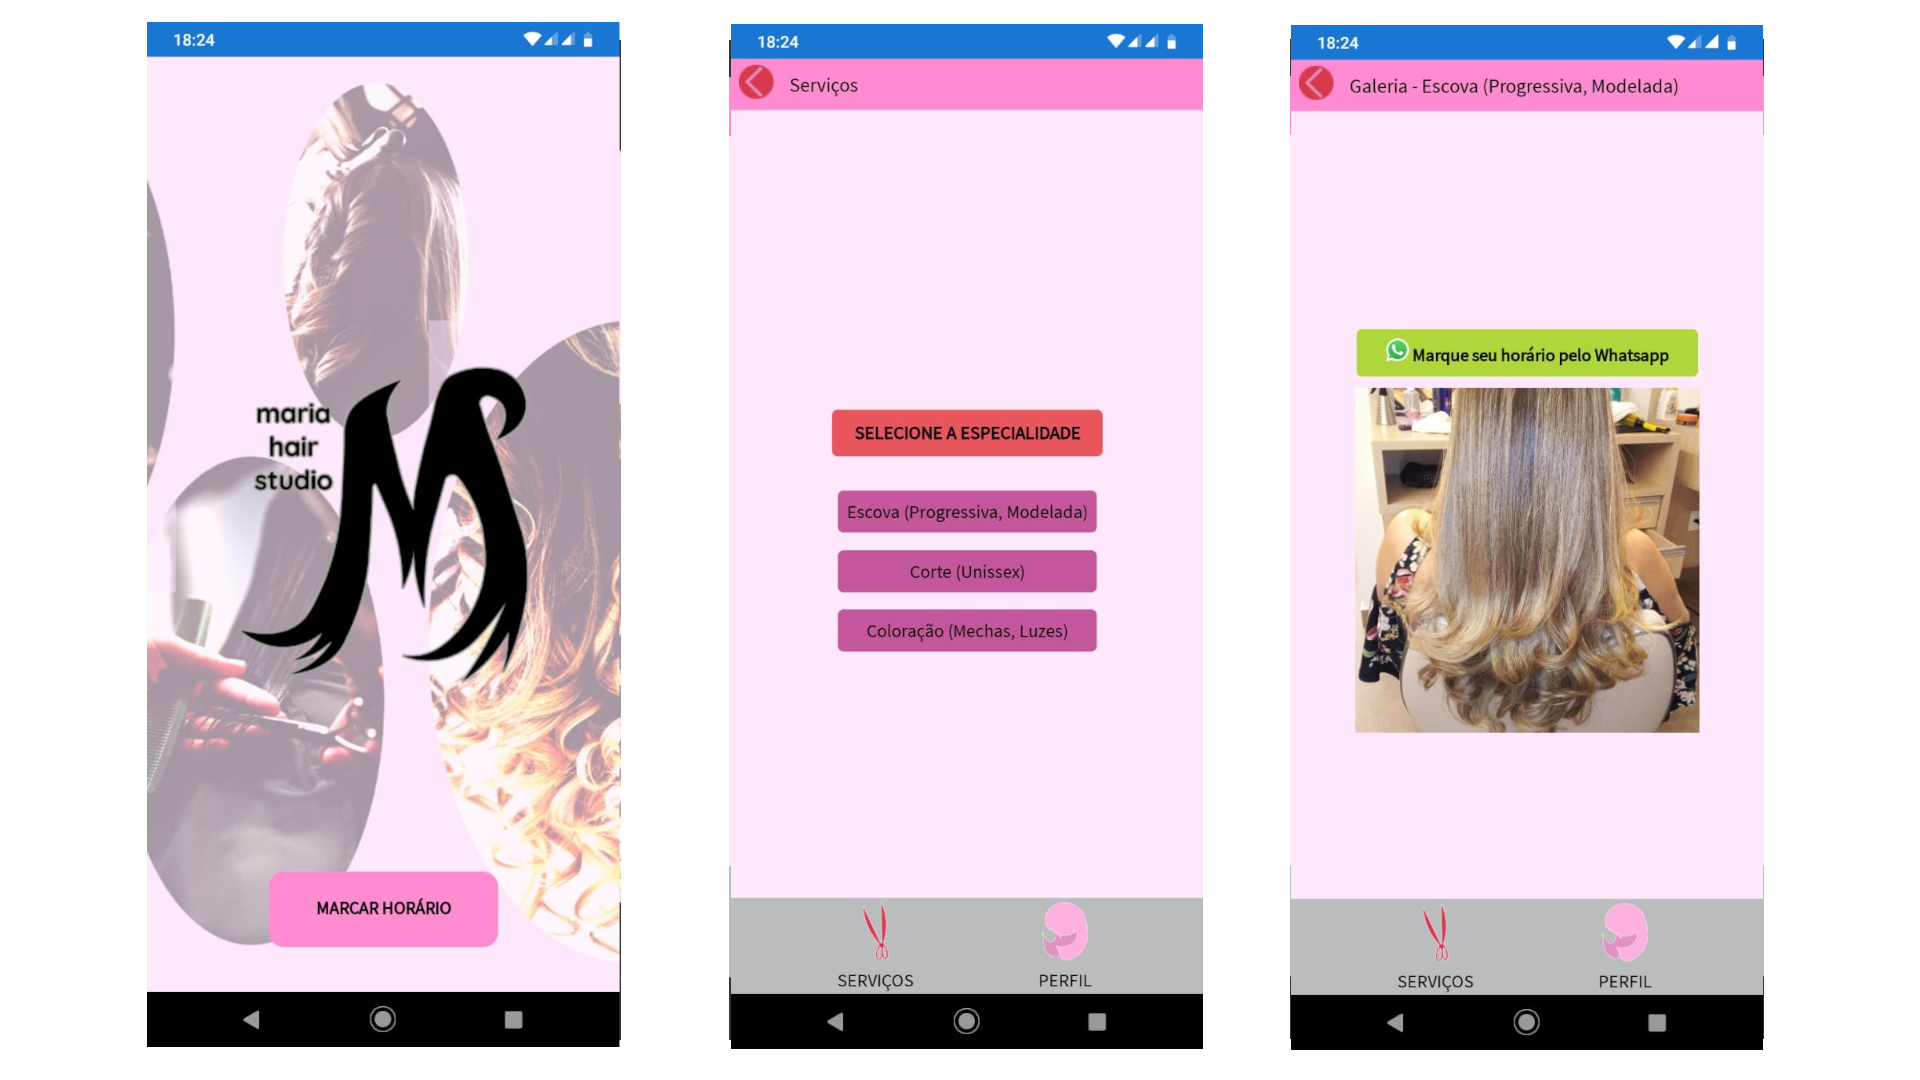 18:24
maria
hair
studio
MARCAR HORÁRIO
18:24
Serviços
SELECIONE A ESPECIALIDADE
Escova (Progressiva, Modelada)
Corte (Unissex)
Coloração (Mechas, Luzes)
SERVIÇOS
PERFIL
18:24
Galeria - Escova (Progressiva, Modelada)
Marque seu horário pelo Whatsapp
SERVIÇOS
PERFIL